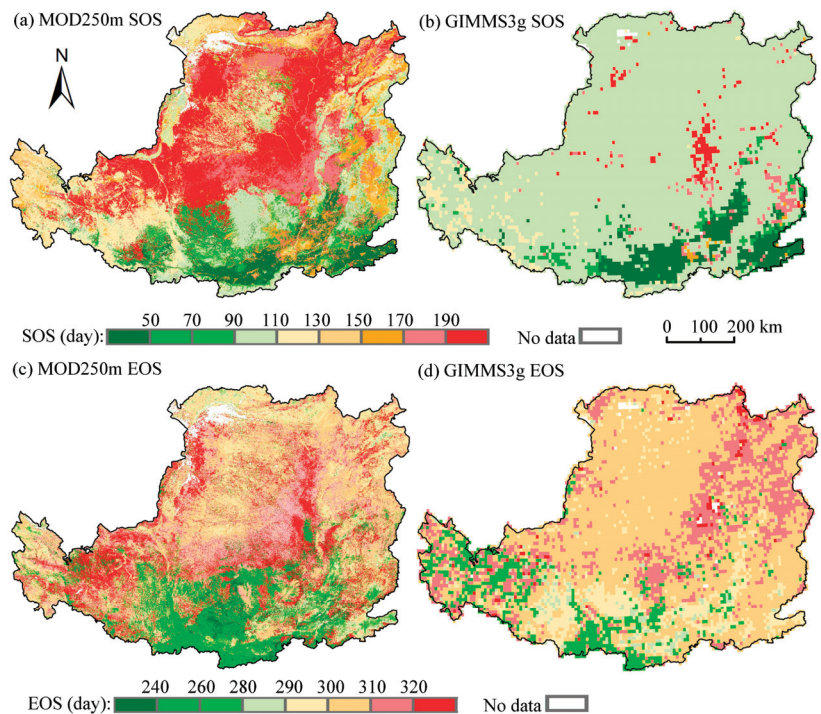 (a) MOD250m SOS
(b) GIMMS3g SOS
N
50 70 90 110 130 150 170 190
SOS (day):
No data
0 100 200 km
(c) MOD250m EOS
(d) GIMMS3g EOS
240 260 280 290 300 310 320
EOS (day):
No data